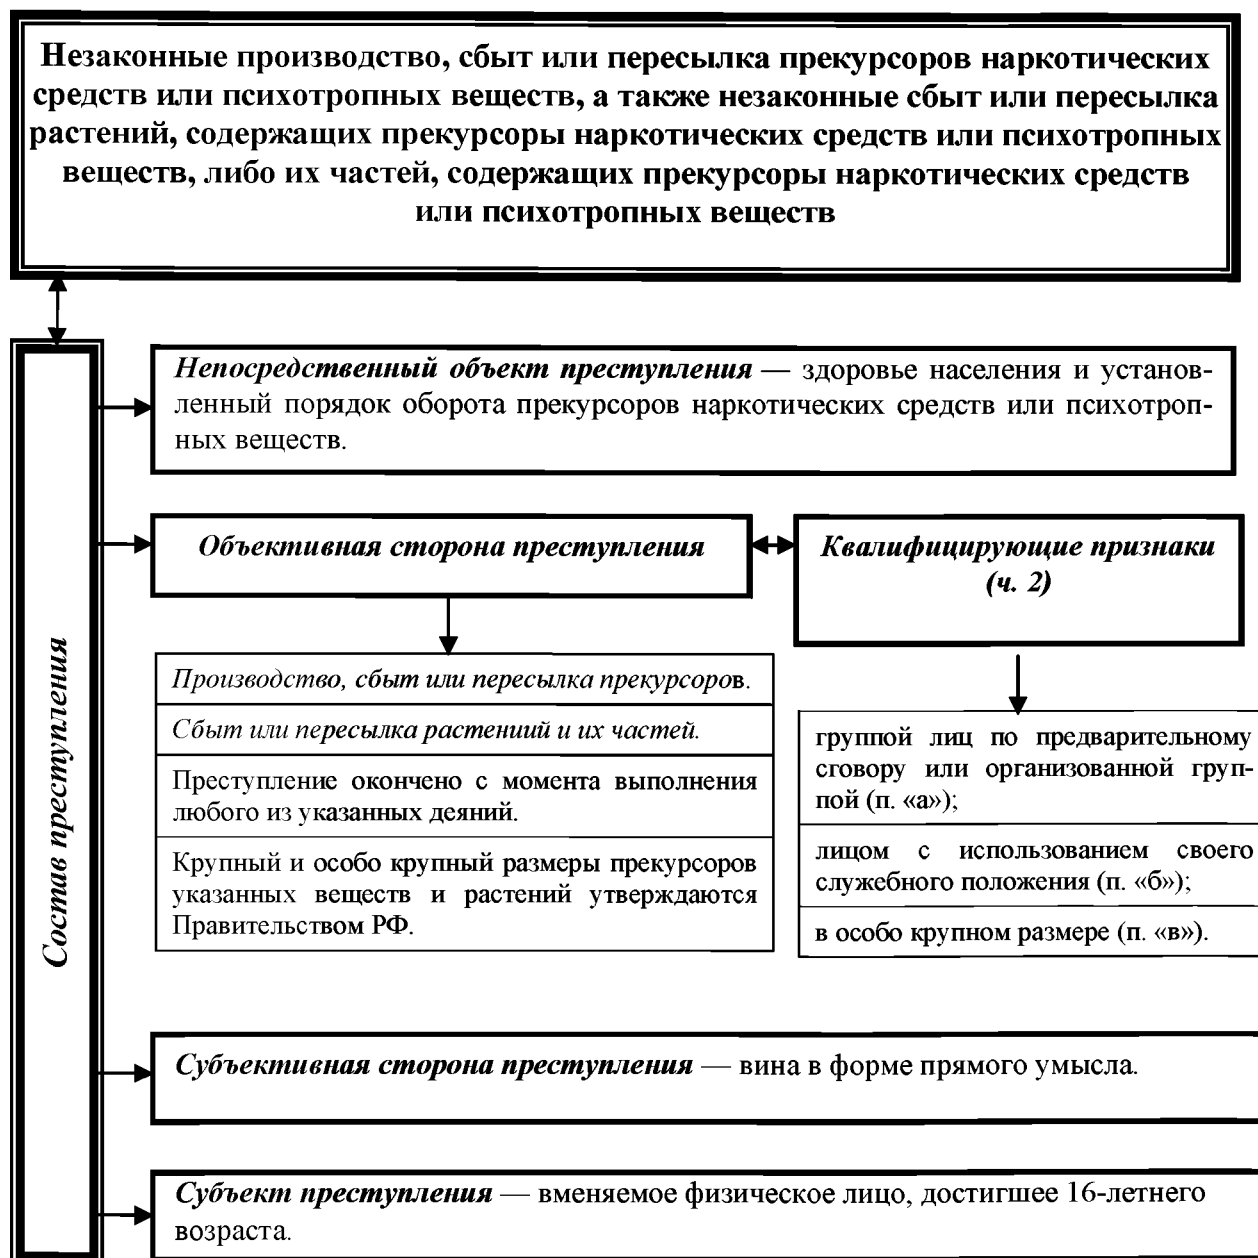 Незаконные производство, сбыт или пересылка прекурсоров наркотических
средств или психотропных веществ, а также незаконные сбыт или пересылка
растений, содержащих прекурсоры наркотических средств или психотропных
веществ, либо их частей, содержащих прекурсоры наркотических средств
или психотропных веществ
Состав преступления
Непосредственный объект преступления — здоровье населения и установ-
ленный порядок оборота прекурсоров наркотических средств или психотроп-
ных веществ.
Объективная сторона преступления
Квалифицирующие признаки
(ч. 2)
Производство, сбыт или пересылка прекурсоров.
Сбыт или пересылка растениий и их частей.
Преступление окончено с момента выполнения
любого из указанных деяний.
Крупный и особо крупный размеры прекурсоров
указанных веществ и растений утверждаются
Правительством РФ.
группой лиц по предварительному
сговору или организованной груп-
пой (п. «а»);
лицом с использованием своего
служебного положения (п. «б»);
в особо крупном размере (п. «в»).
Субъективная сторона преступления — вина в форме прямого умысла.
Субъект преступления — вменяемое физическое лицо, достигшее 16-летнего
возраста.